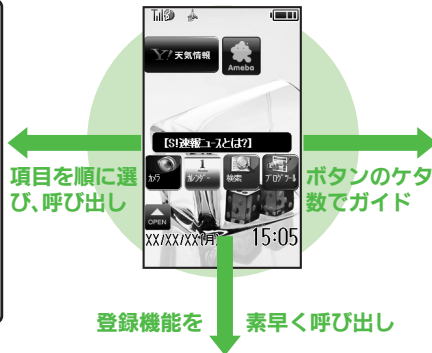 Y! 天気情報
Ameba
【S!速報ニュースとは?】
カメラ
1
カレンダー
検索
ブログツール
項目を順に選
び、呼び出し
ボタンのケタ
数でガイド
OPEN
XX/XX/XX(月) 15:05
登録機能を 素早く呼び出し